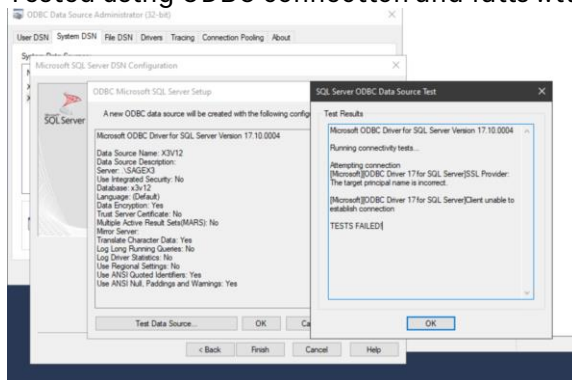 Tested using ODBC connection and fails with
ODBC Data Source Administrator (32-bit)
User DSN System DSN File DSN Drivers Tracing Connection Pooling About
Microsoft SQL Server DSN Configuration
SQL Server
ODBC Microsoft SQL Server Setup
A new ODBC data source will be created with the following
Microsoft ODBC Driver for SQL Server Version 17.10.0004
Data Source Name: X3V12
Data Source Description:
Server: .\SAGEX3
Use Integrated Security: No
Database: x3v12
Language: (Default)
Data Encryption: Yes
Trust Server Certificate: No
Multiple Active Result Sets(MARS): No
Mirror Server:
Translate Character Data: Yes
Log Long Running Queries: No
Log Driver Statistics: No
Use Regional Settings: No
Use ANSI Quoted Identifiers: Yes
Use ANSI Null, Paddings and Warnings: Yes
Test Data Source...
OK
< Back
Finish
Cancel
Help
SQL Server ODBC Data Source Test
Test Results
Microsoft ODBC Driver for SQL Server Version 17.10.0004
Running connectivity tests...
Attempting connection
[Microsoft][ODBC Driver 17 for SQL Server]SSL Provider:
The target principal name is incorrect.
[Microsoft][ODBC Driver 17 for SQL Server]Client unable to
establish connection
TESTS FAILED!
OK